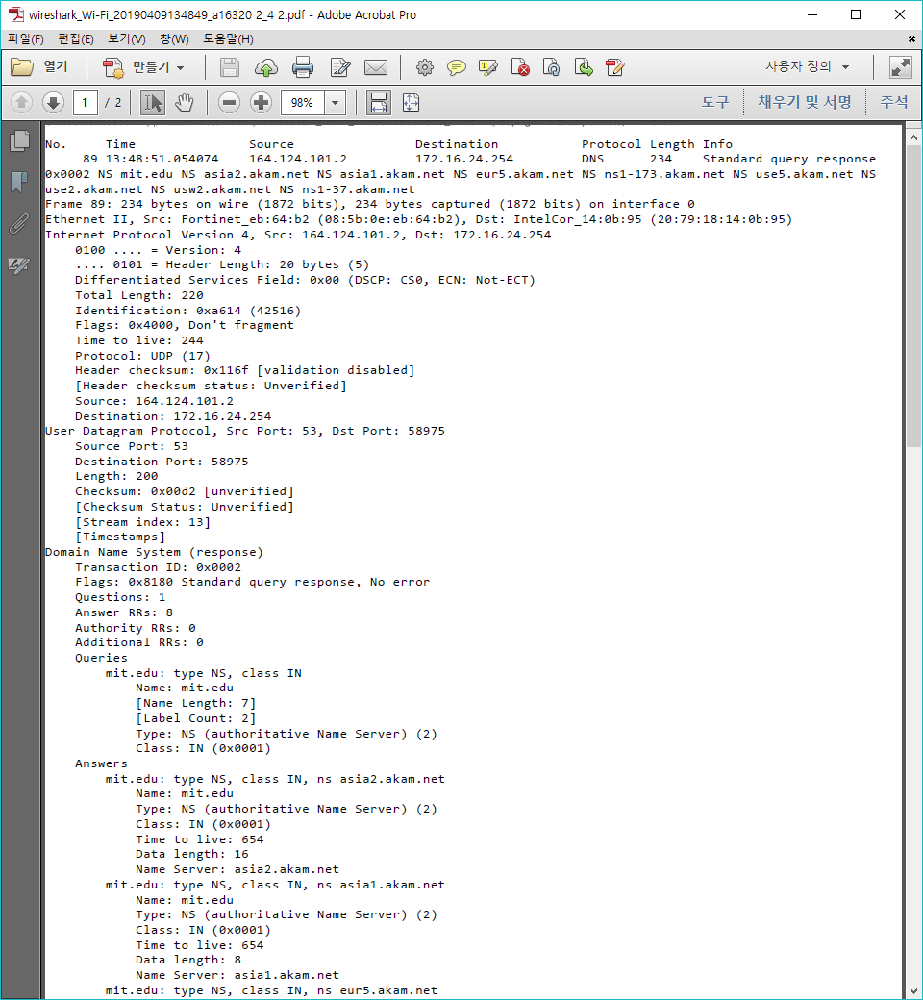 wireshark_Wi-Fi_20190409134849_a16320 2_4 2.pdf - Adobe Acrobat Pro
파일(F) 편집(E) 보기(V) 창(W) 도움말(H)
열기 만들기 사용자 정의
1 / 2 98% 도구 채우기 및 서명 주석
No. Time Source Destination Protocol Length Info
89 13:48:51.054074 164.124.101.2 172.16.24.254 DNS 234 Standard query response
0x0002 NS mit.edu NS asia2.akam.net NS asia1.akam.net NS eur5.akam.net NS ns1-173.akam.net NS use5.akam.net NS
use2.akam.net NS usw2.akam.net NS ns1-37.akam.net
Frame 89: 234 bytes on wire (1872 bits), 234 bytes captured (1872 bits) on interface 0
Ethernet II, Src: Fortinet_eb:64:b2 (08:5b:0e:eb:64:b2), Dst: IntelCor_14:0b:95 (20:79:18:14:0b:95)
Internet Protocol Version 4, Src: 164.124.101.2, Dst: 172.16.24.254
0100 .... = Version: 4
.... 0101 = Header Length: 20 bytes (5)
Differentiated Services Field: 0x00 (DSCP: CS0, ECN: Not-ECT)
Total Length: 220
Identification: 0xa614 (42516)
Flags: 0x4000, Don't fragment
Time to live: 244
Protocol: UDP (17)
Header checksum: 0x116f [validation disabled]
[Header checksum status: Unverified]
Source: 164.124.101.2
Destination: 172.16.24.254
User Datagram Protocol, Src Port: 53, Dst Port: 58975
Source Port: 53
Destination Port: 58975
Length: 200
Checksum: 0x00d2 [unverified]
[Checksum Status: Unverified]
[Stream index: 13]
[Timestamps]
Domain Name System (response)
Transaction ID: 0x0002
Flags: 0x8180 Standard query response, No error
Questions: 1
Answer RRs: 8
Authority RRs: 0
Additional RRs: 0
Queries
mit.edu: type NS, class IN
Name: mit.edu
[Name Length: 7]
[Label Count: 2]
Type: NS (authoritative Name Server) (2)
Class: IN (0x0001)
Answers
mit.edu: type NS, class IN, ns asia2.akam.net
Name: mit.edu
Type: NS (authoritative Name Server) (2)
Class: IN (0x0001)
Time to live: 654
Data length: 16
Name Server: asia2.akam.net
mit.edu: type NS, class IN, ns asia1.akam.net
Name: mit.edu
Type: NS (authoritative Name Server) (2)
Class: IN (0x0001)
Time to live: 654
Data length: 8
Name Server: asia1.akam.net
mit.edu: type NS, class IN, ns eur5.akam.net